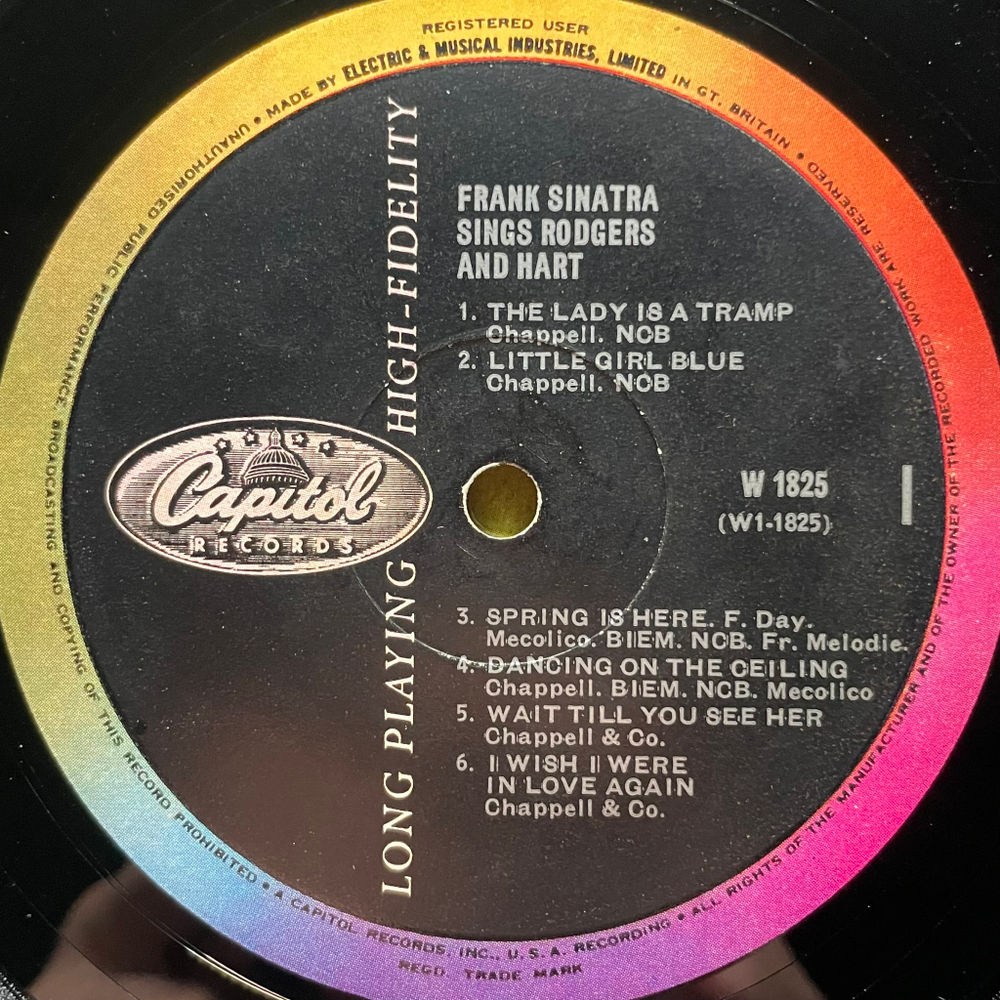 REGISTERED USER
MADE BY ELECTRIC & MUSICAL INDUSTRIES, LIMITED IN GT. BRITAIN •
ALL RIGHTS OF THE MANUFACTURER AND OF THE OWNER OF THE RECORDED WORK ARE RESERVED •
UNAUTHORISED PUBLIC PERFORMANCE, BROADCASTING AND COPYING OF THIS RECORD PROHIBITED •
A CAPITOL RECORDS, INC., U. S. A. RECORDING •
REGD. TRADE MARK
LONG PLAYING HIGH-FIDELITY
Capitol
RECORDS
FRANK SINATRA
SINGS RODGERS
AND HART
1. THE LADY IS A TRAMP
Chappell. NCB
2. LITTLE GIRL BLUE
Chappell. NCB
W 1825
(W1-1825)
1
3. SPRING IS HERE. F. Day.
Mecolico. BIEM. NCB. Fr. Melodie.
4. DANCING ON THE CEILING
Chappell. BIEM. NCB. Mecolico
5. WAIT TILL YOU SEE HER
Chappell & Co.
6. I WISH I WERE
IN LOVE AGAIN
Chappell & Co.